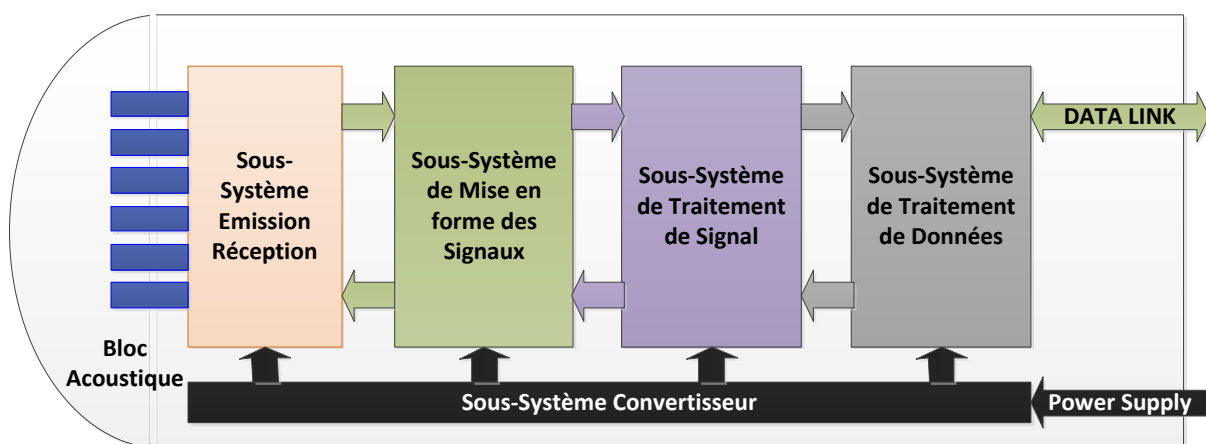 Sous-
Système
Emission
Réception
Sous-Système
de Mise en
forme des
Signaux
Sous-Système
de Traitement
de Signal
Sous-Système
de Traitement
de Données
DATA LINK
Bloc
Acoustique
Sous-Système Convertisseur
Power Supply